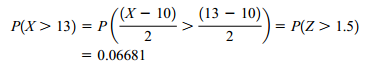 P(X > 13) = P((X − 10)/2 > (13 − 10)/2) = P(Z > 1.5)
= 0.06681